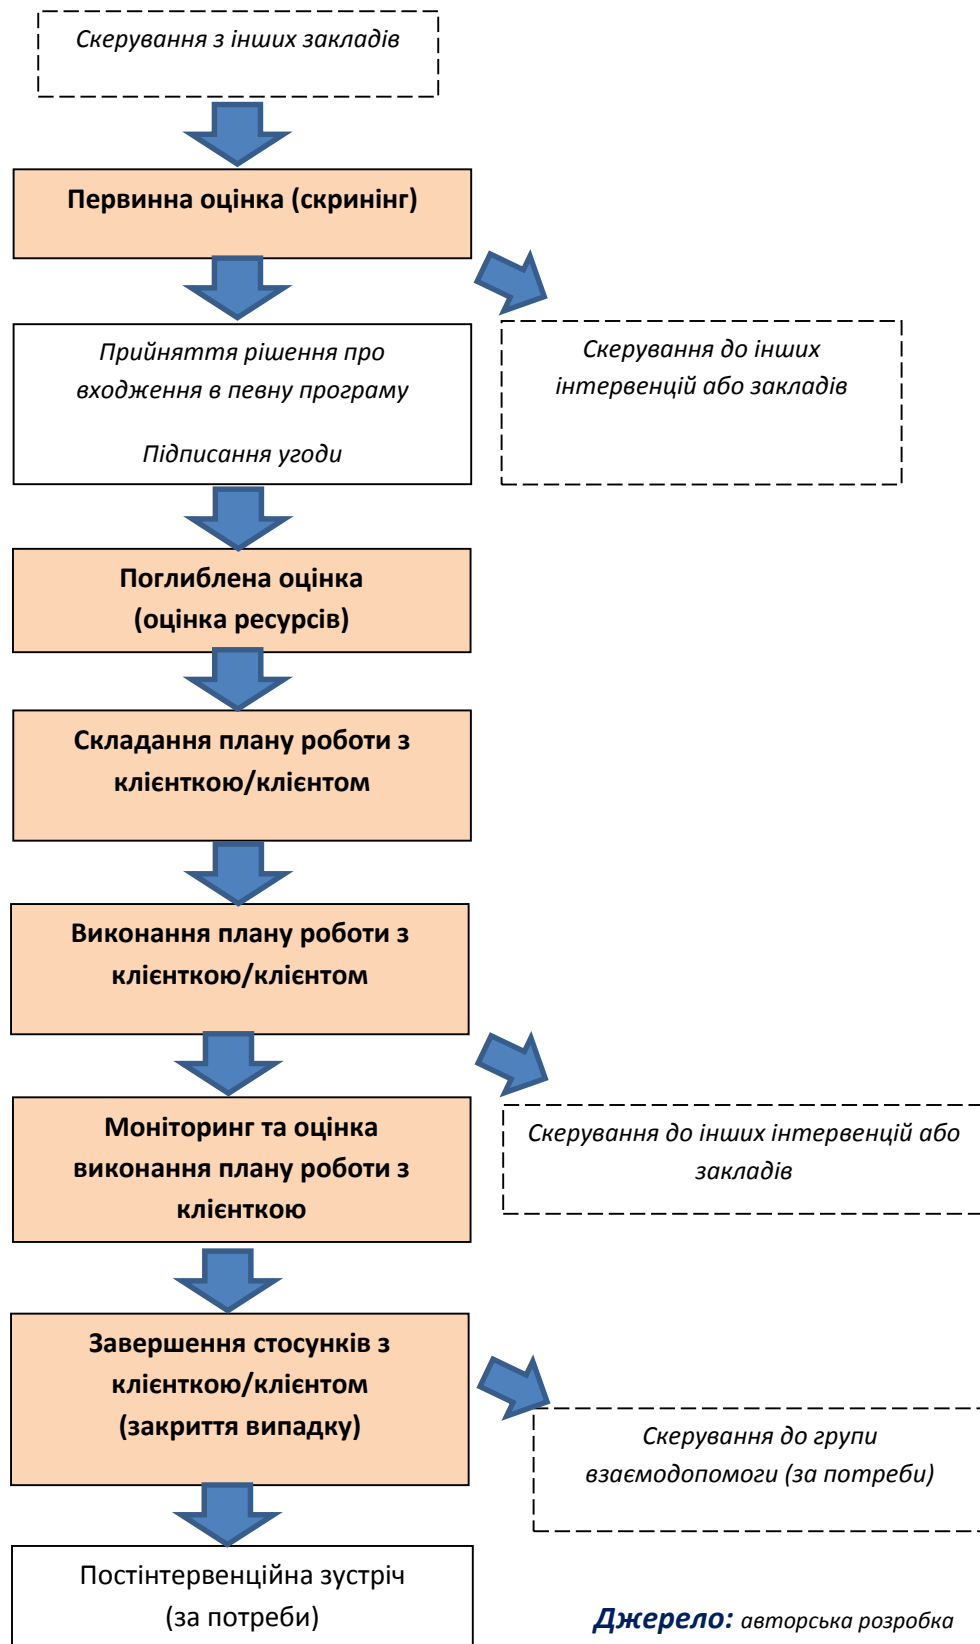 Скерування з інших закладів
Первинна оцінка (скринінг)
Прийняття рішення про
входження в певну програму
Підписання угоди
Скерування до інших
інтервенцій або закладів
Поглиблена оцінка
(оцінка ресурсів)
Складання плану роботи з
клієнткою/клієнтом
Виконання плану роботи з
клієнткою/клієнтом
Моніторинг та оцінка
виконання плану роботи з
клієнткою
Скерування до інших інтервенцій або
закладів
Завершення стосунків з
клієнткою/клієнтом
(закриття випадку)
Скерування до групи
взаємодопомоги (за потреби)
Постінтервенційна зустріч
(за потреби)
Джерело: авторська розробка